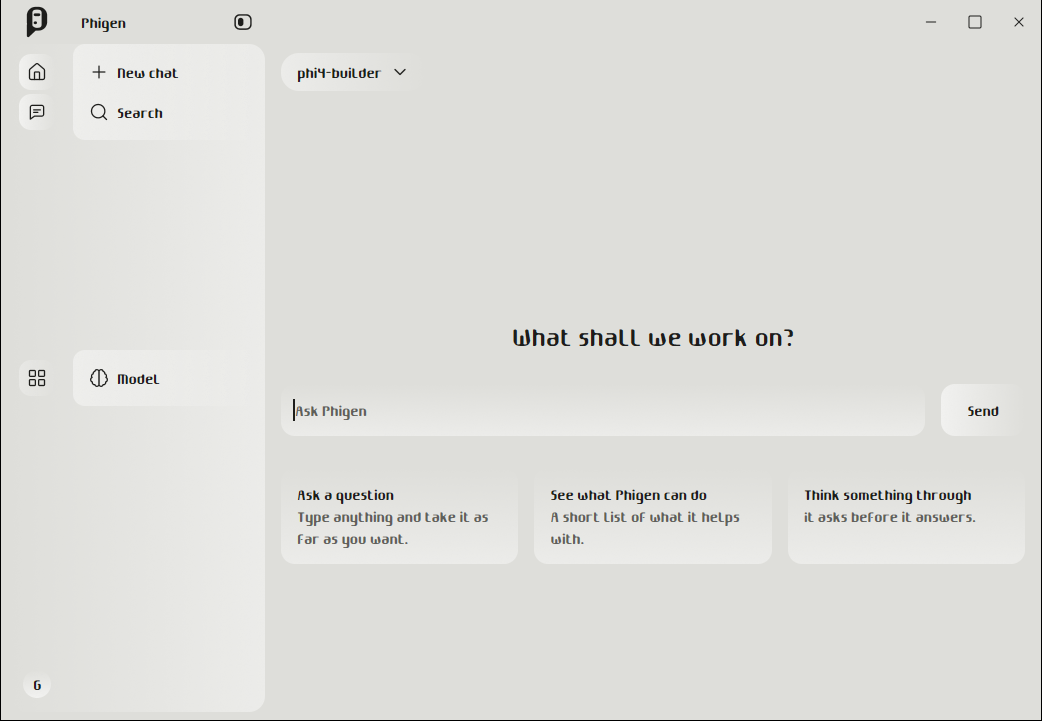 Phigen
New chat
Search
phi4-builder
What shall we work on?
Model
Ask Phigen
Send
Ask a question
Type anything and take it as
far as you want.
See what Phigen can do
A short list of what it helps
with.
Think something through
it asks before it answers.
G